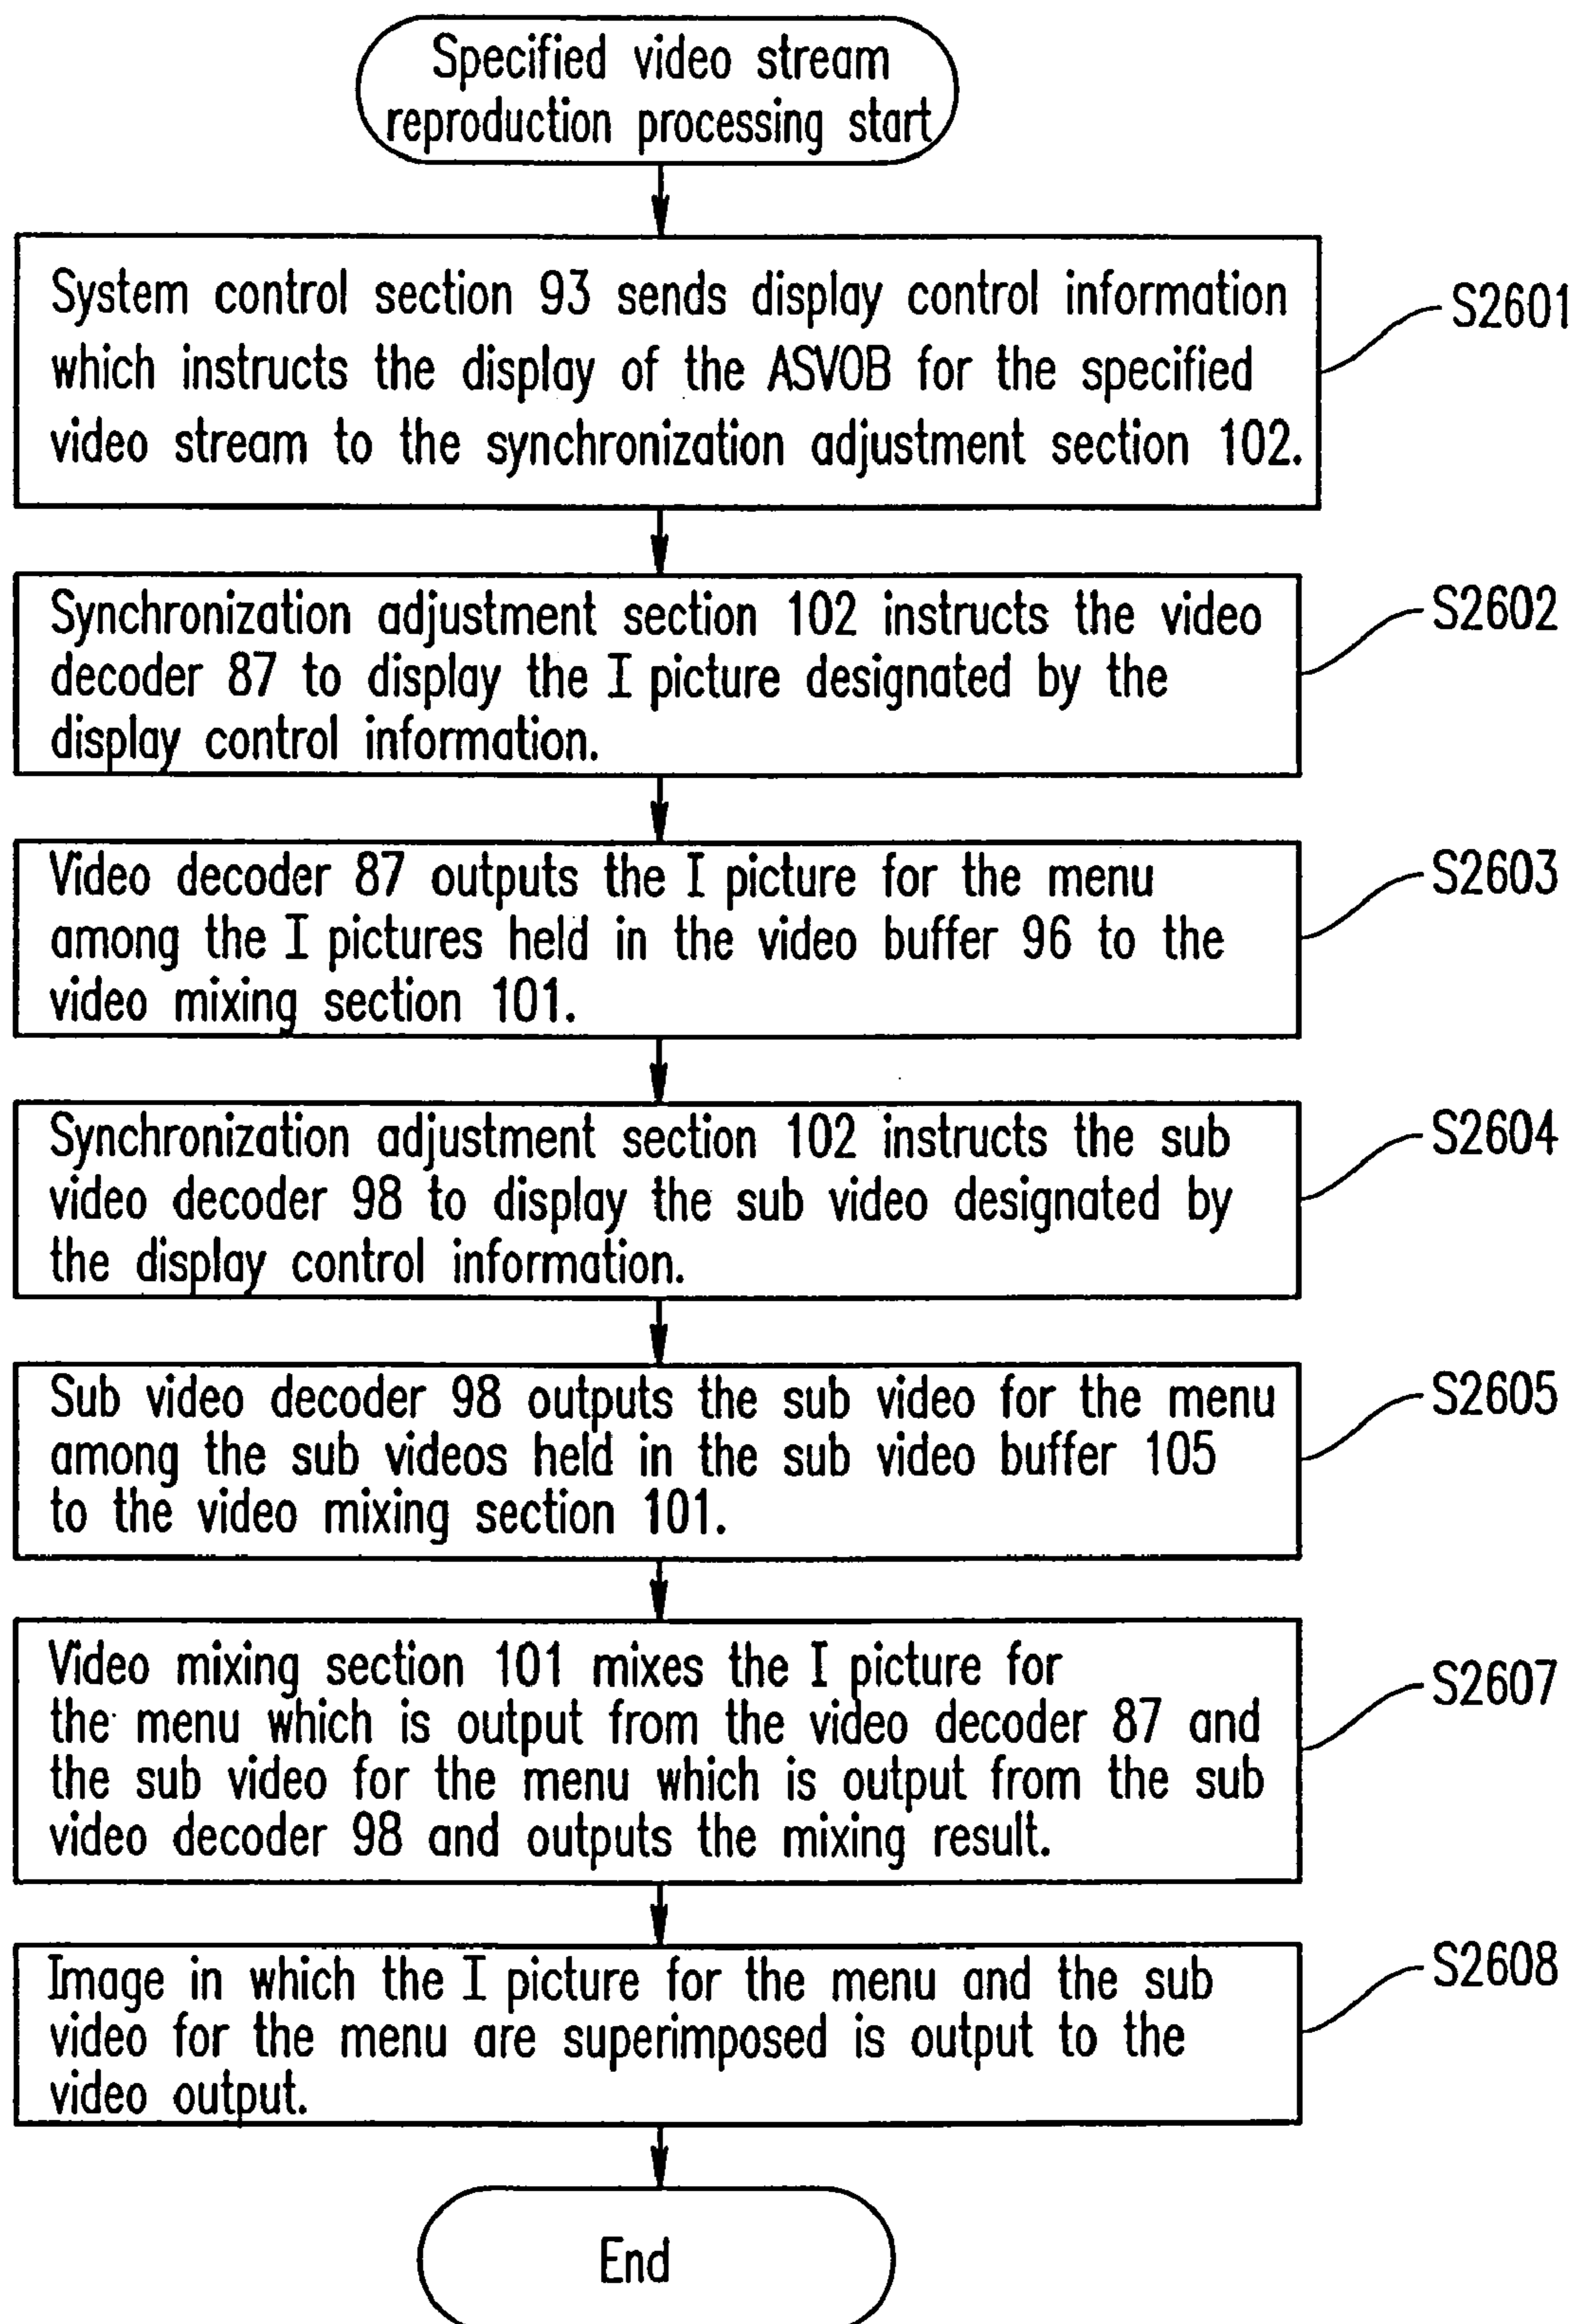 Specified video stream
reproduction processing start
System control section 93 sends display control information
which instructs the display of the ASVOB for the specified
video stream to the synchronization adjustment section 102.
S2601
Synchronization adjustment section 102 instructs the video
decoder 87 to display the I picture designated by the
display control information.
S2602
Video decoder 87 outputs the I picture for the menu
among the I pictures held in the video buffer 96 to the
video mixing section 101.
S2603
Synchronization adjustment section 102 instructs the sub
video decoder 98 to display the sub video designated by
the display control information.
S2604
Sub video decoder 98 outputs the sub video for the menu
among the sub videos held in the sub video buffer 105
to the video mixing section 101.
S2605
Video mixing section 101 mixes the I picture for
the menu which is output from the video decoder 87 and
the sub video for the menu which is output from the sub
video decoder 98 and outputs the mixing result.
S2607
Image in which the I picture for the menu and the sub
video for the menu are superimposed is output to the
video output.
S2608
End